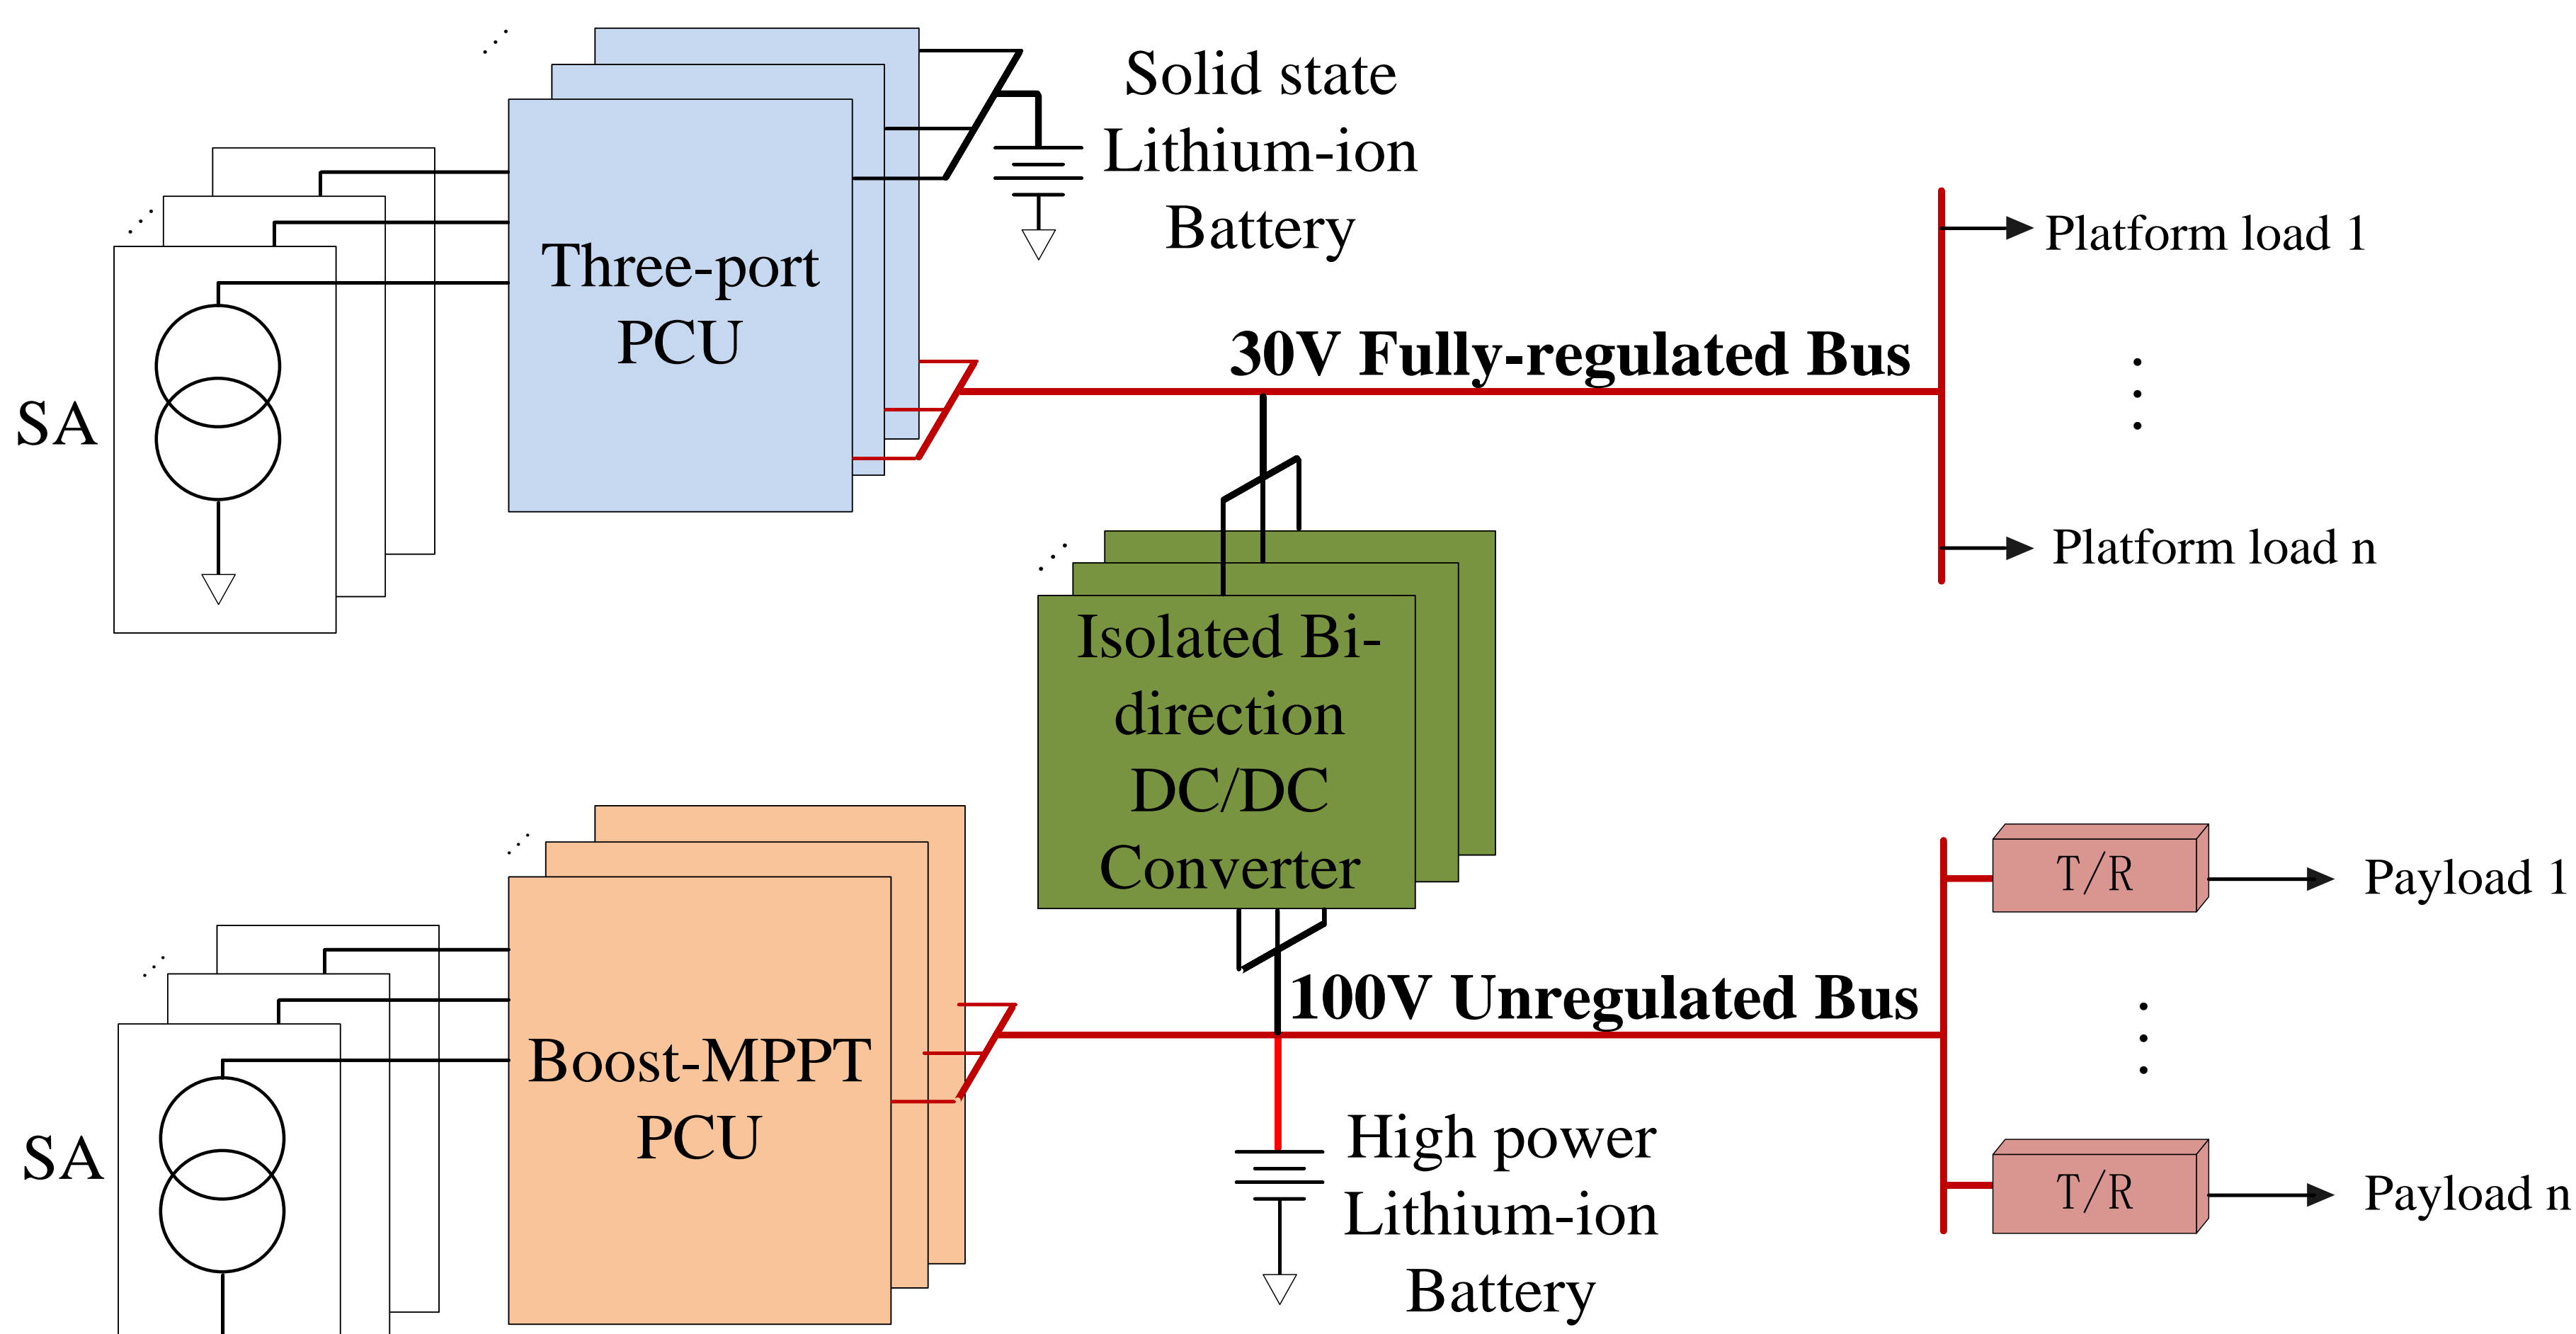 Solid state
Lithium-ion
Battery
Three-port
PCU
SA
30V Fully-regulated Bus
Platform load 1
Platform load n
Isolated Bi-
direction
DC/DC
Converter
T/R
Payload 1
100V Unregulated Bus
Boost-MPPT
PCU
SA
High power
Lithium-ion
Battery
T/R
Payload n